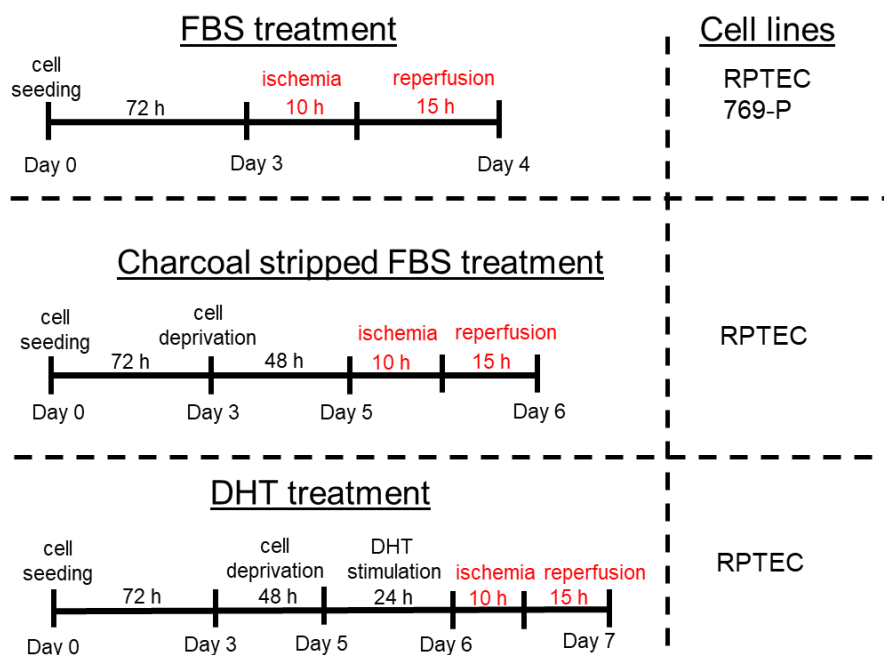 FBS treatment
Cell lines
cell
seeding
ischemia
reperfusion
72 h
10 h
15 h
RPTEC
769-P
Day 0
Day 3
Day 4
Charcoal stripped FBS treatment
cell
seeding
cell
deprivation
ischemia
reperfusion
72 h
48 h
10 h
15 h
RPTEC
Day 0
Day 3
Day 5
Day 6
DHT treatment
cell
seeding
cell
deprivation
DHT
stimulation
ischemia
reperfusion
72 h
48 h
24 h
10 h
15 h
RPTEC
Day 0
Day 3
Day 5
Day 6
Day 7